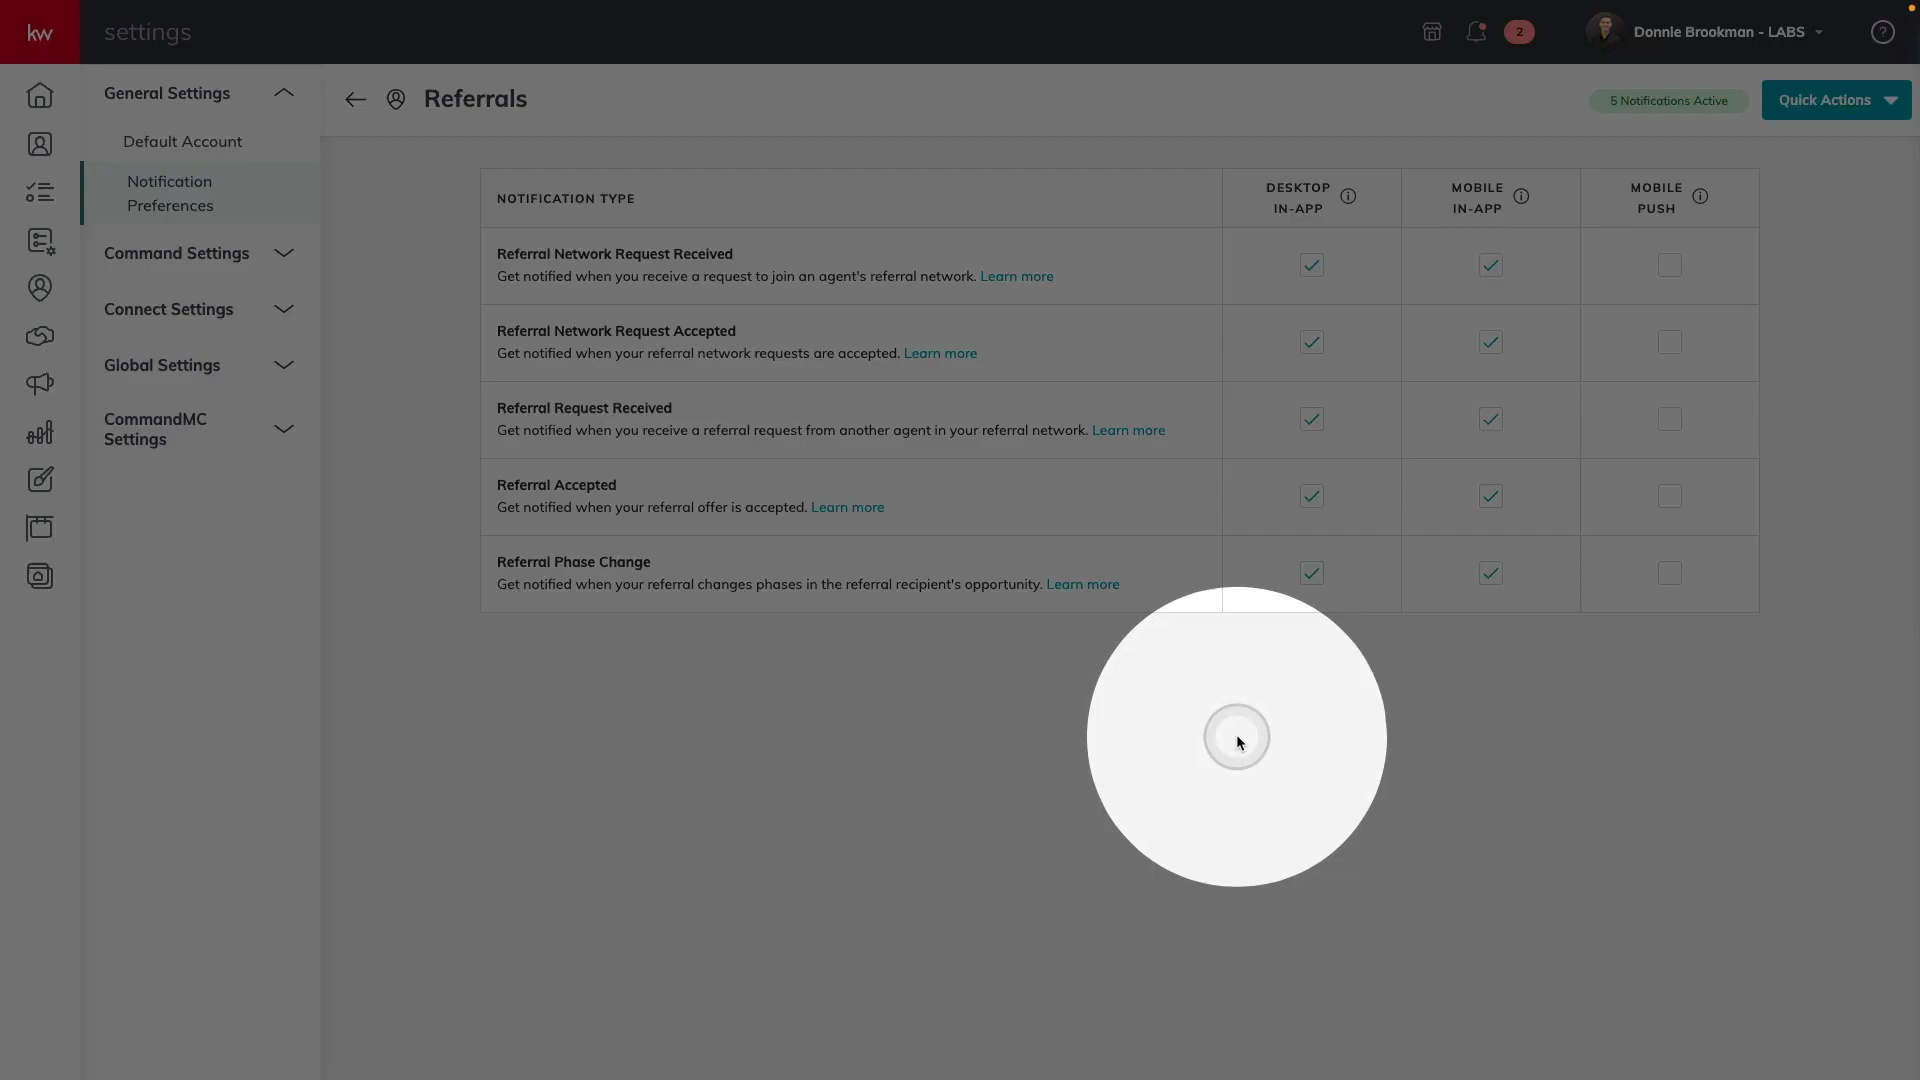 kw
settings
2
Donnie Brookman - LABS
?
General Settings
Default Account
Notification
Preferences
Command Settings
Connect Settings
Global Settings
CommandMC
Settings
Referrals
5 Notifications Active
Quick Actions
NOTIFICATION TYPE
DESKTOP
IN-APP
MOBILE
IN-APP
MOBILE
PUSH
Referral Network Request Received
Get notified when you receive a request to join an agent's referral network. Learn more
Referral Network Request Accepted
Get notified when your referral network requests are accepted. Learn more
Referral Request Received
Get notified when you receive a referral request from another agent in your referral network. Learn more
Referral Accepted
Get notified when your referral offer is accepted. Learn more
Referral Phase Change
Get notified when your referral changes phases in the referral recipient's opportunity. Learn more